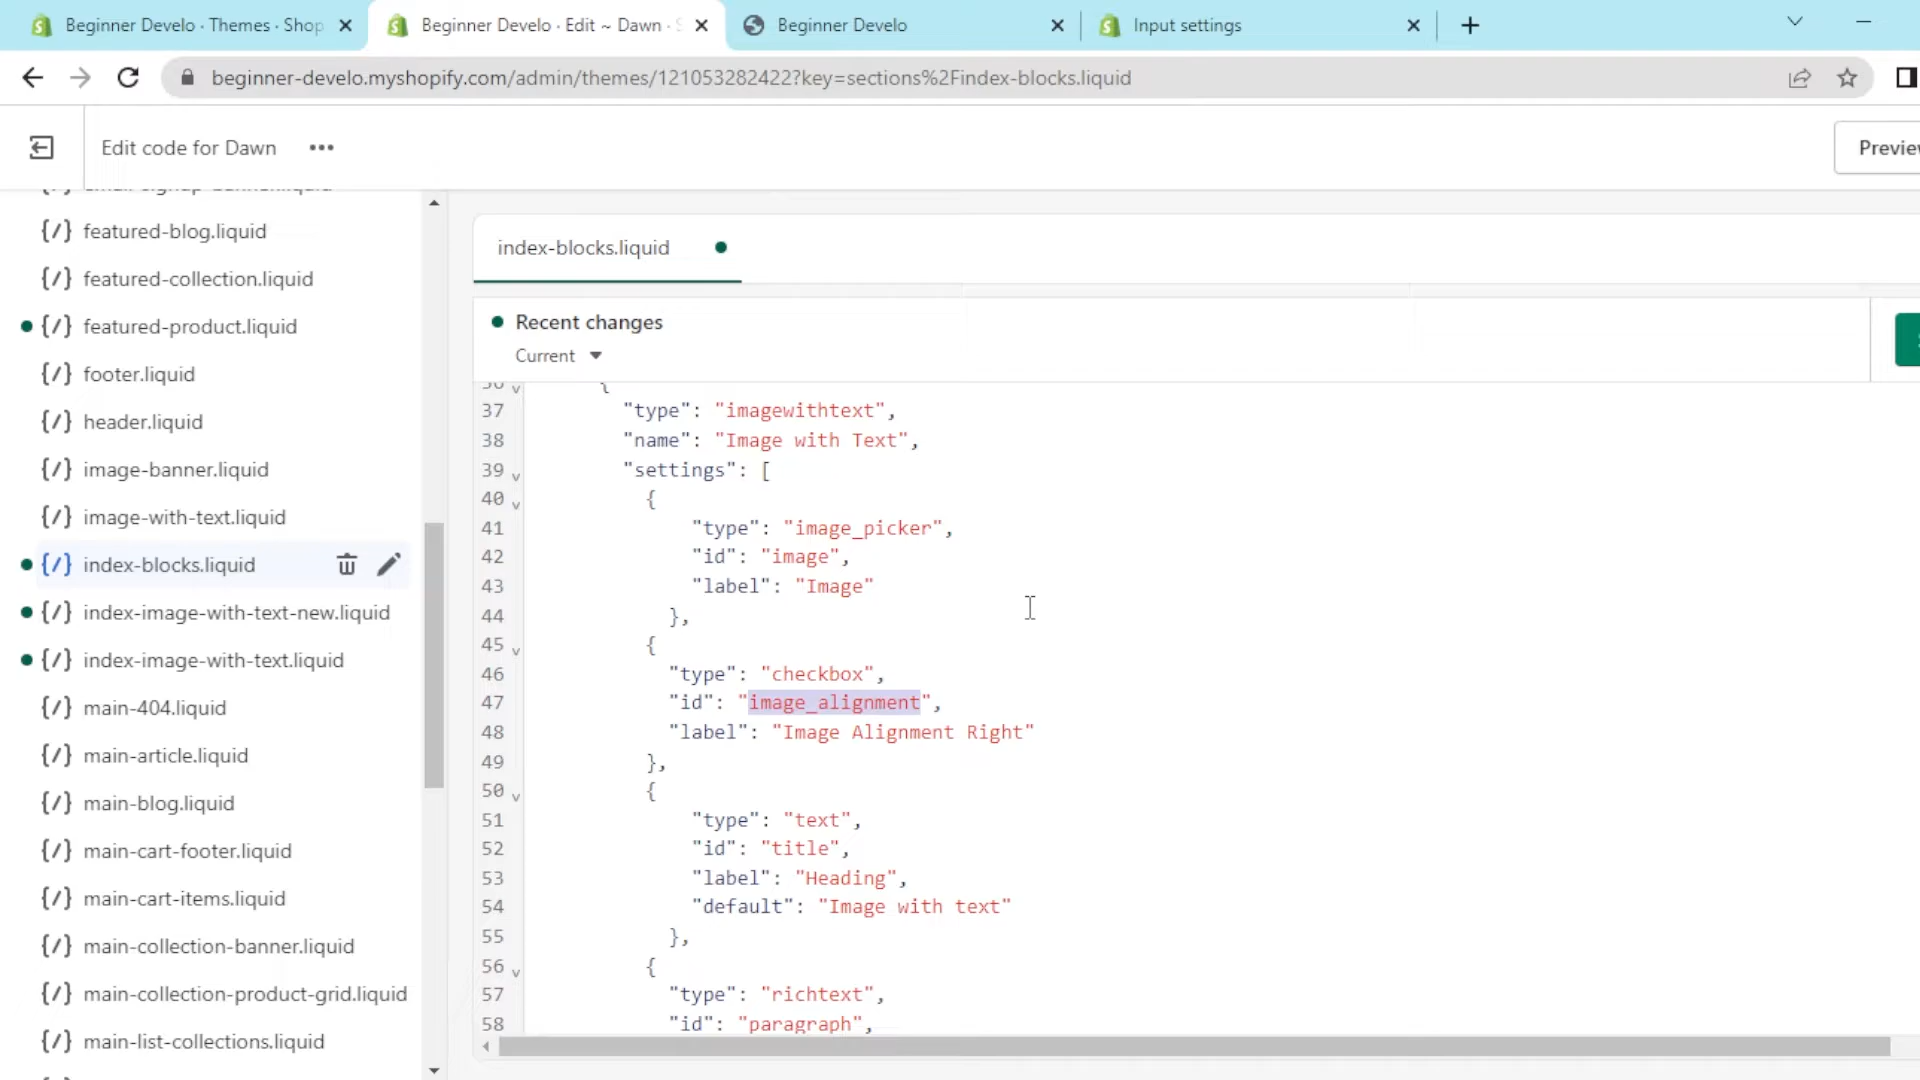 Beginner Develo · Themes · Shop
Beginner Develo · Edit ~ Dawn · S
Beginner Develo
Input settings
beginner-develo.myshopify.com/admin/themes/121053282422?key=sections%2Findex-blocks.liquid
Edit code for Dawn
Preview
featured-blog.liquid
featured-collection.liquid
featured-product.liquid
footer.liquid
header.liquid
image-banner.liquid
image-with-text.liquid
index-blocks.liquid
index-image-with-text-new.liquid
index-image-with-text.liquid
main-404.liquid
main-article.liquid
main-blog.liquid
main-cart-footer.liquid
main-cart-items.liquid
main-collection-banner.liquid
main-collection-product-grid.liquid
main-list-collections.liquid
index-blocks.liquid
Recent changes
Current
36 {
37 "type": "imagewithtext",
38 "name": "Image with Text",
39 "settings": [
40 {
41 "type": "image_picker",
42 "id": "image",
43 "label": "Image"
44 },
45 {
46 "type": "checkbox",
47 "id": "image_alignment",
48 "label": "Image Alignment Right"
49 },
50 {
51 "type": "text",
52 "id": "title",
53 "label": "Heading",
54 "default": "Image with text"
55 },
56 {
57 "type": "richtext",
58 "id": "paragraph",